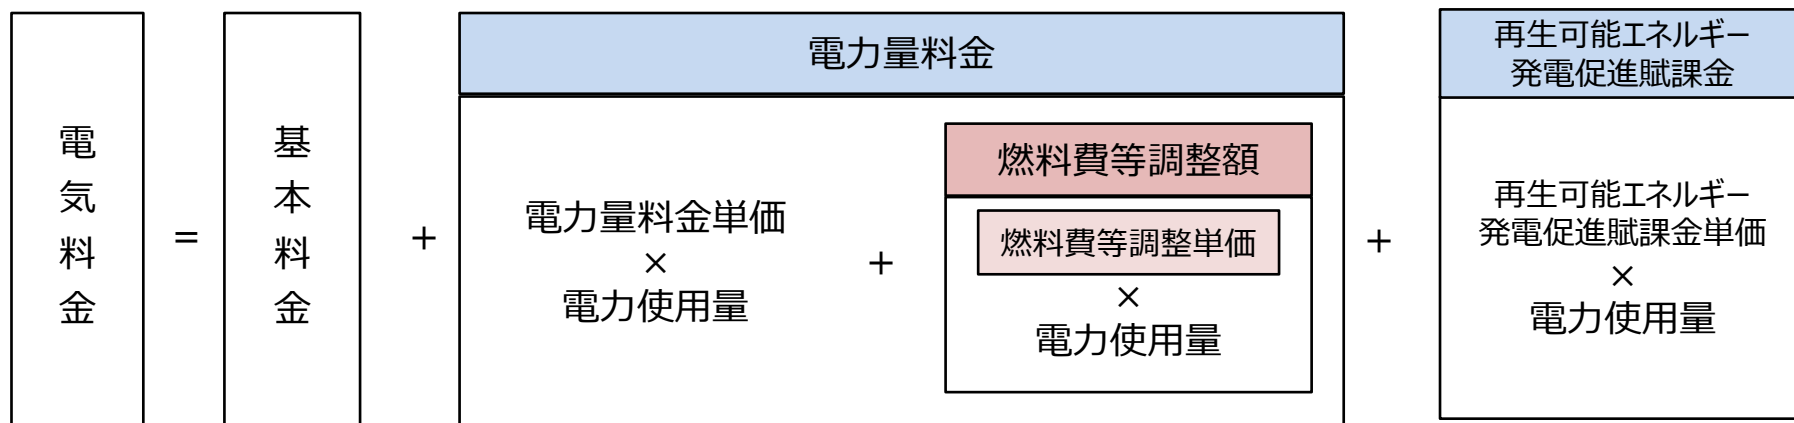 電気料金
=
基本料金
+
電力量料金
電力量料金単価
×
電力使用量
+
燃料費等調整額
燃料費等調整単価
×
電力使用量
+
再生可能エネルギー
発電促進賦課金
再生可能エネルギー
発電促進賦課金単価
×
電力使用量